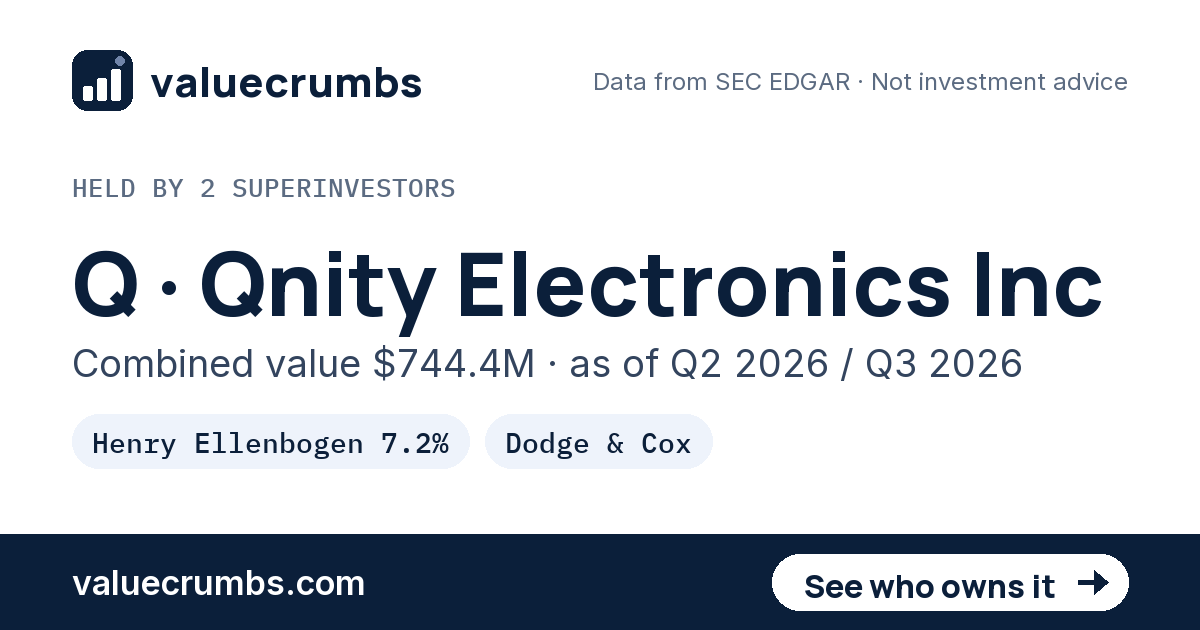 valuecrumbs
Data from SEC EDGAR · Not investment advice
HELD BY 2 SUPERINVESTORS
Q · Qnity Electronics Inc
Combined value $744.4M · as of Q2 2026 / Q3 2026
Henry Ellenbogen 7.2%
Dodge & Cox
valuecrumbs.com
See who owns it →